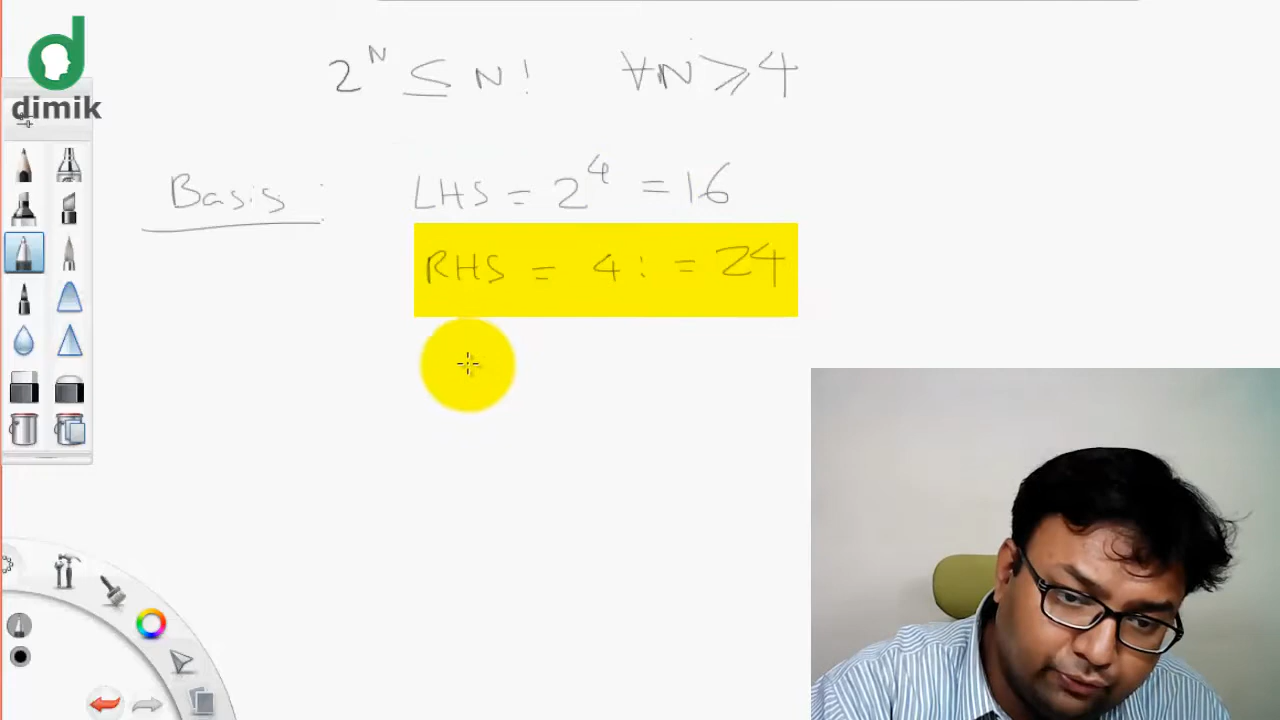 dimik
2^N ≤ N! ∀N ≥ 4
Basis: LHS = 2^4 = 16
RHS = 4! = 24